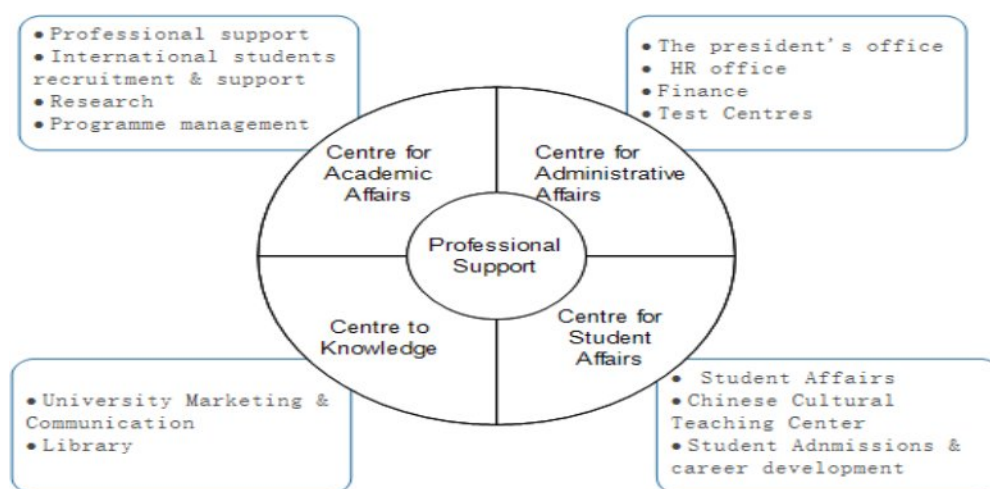 ● Professional support
● International students
recruitment & support
● Research
● Programme management
● The president's office
● HR office
● Finance
● Test Centres
Centre for
Academic
Affairs
Centre for
Administrative
Affairs
Professional
Support
Centre to
Knowledge
Centre for
Student
Affairs
● University Marketing &
Communication
● Library
● Student Affairs
● Chinese Cultural
Teaching Center
● Student Adnmissions &
career development